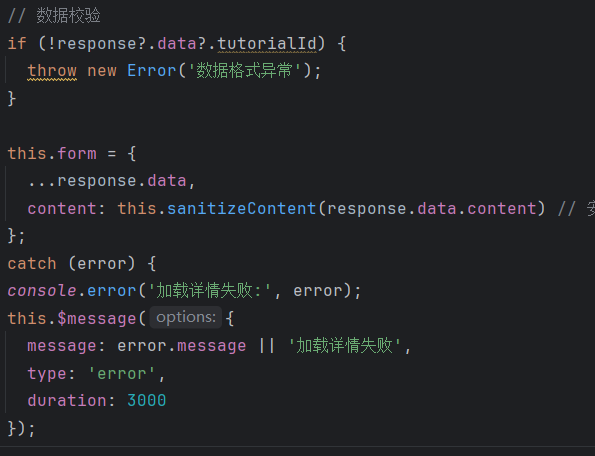 // 数据校验
if (!response?.data?.tutorialId) {
throw new Error('数据格式异常');
}
this.form = {
...response.data,
content: this.sanitizeContent(response.data.content) //
};
catch (error) {
console.error('加载详情失败:', error);
this.$message( options: {
message: error.message || '加载详情失败',
type: 'error',
duration: 3000
});